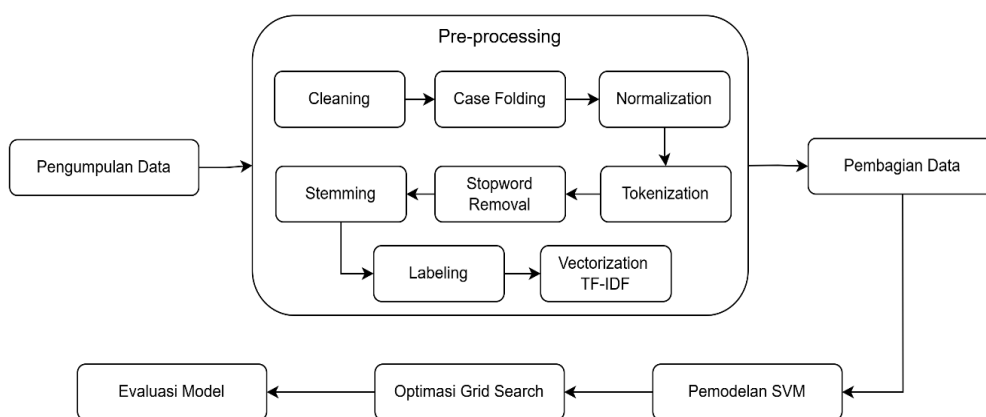 Pre-processing
Cleaning
Case Folding
Normalization
Pengumpulan Data
Pembagian Data
Stemming
Stopword
Removal
Tokenization
Labeling
Vectorization
TF-IDF
Evaluasi Model
Optimasi Grid Search
Pemodelan SVM